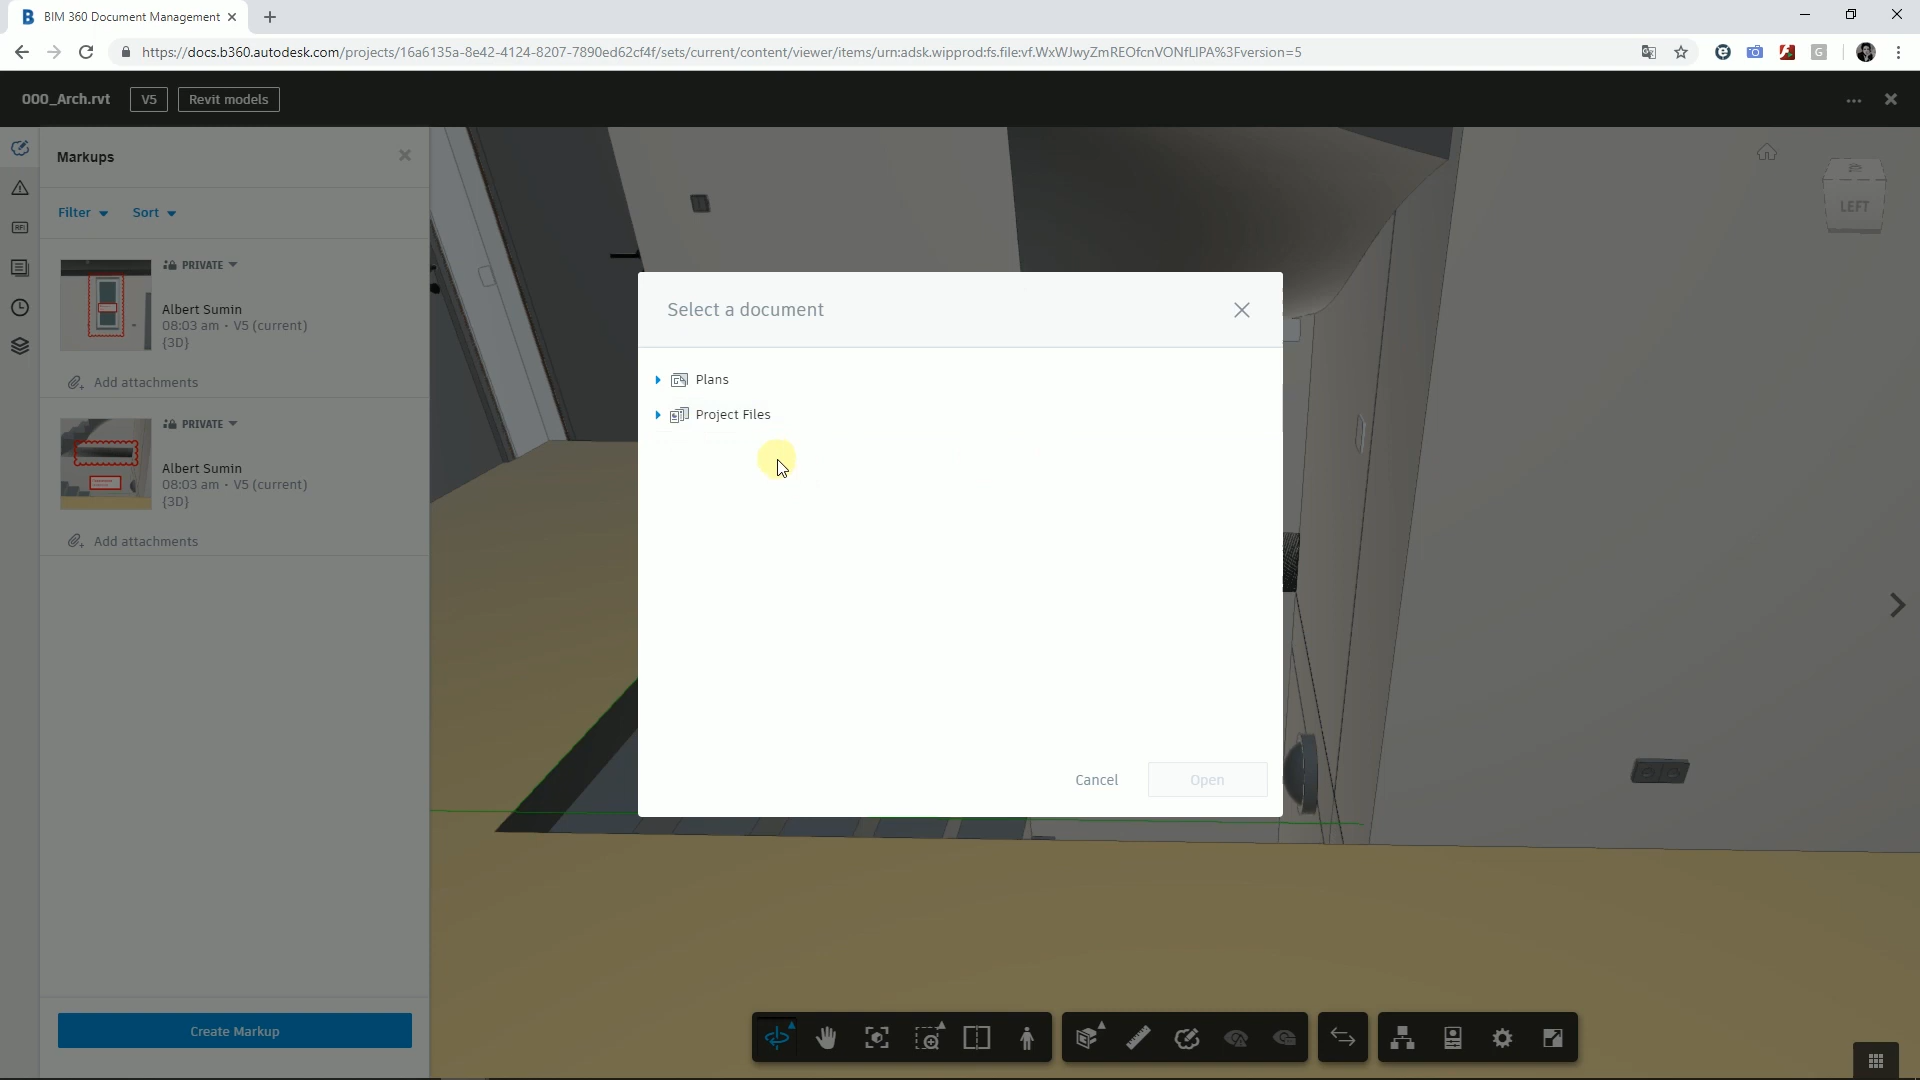 BIM 360 Document Management
https://docs.b360.autodesk.com/projects/16a6135a-8e42-4124-8207-7890ed62cf4f/sets/current/content/viewer/items/urn:adsk.wipprod:fs.file:vf.WxWJwyZmREOfcnVONfLlPA%3Fversion=5
000_Arch.rvt V5 Revit models
Markups
Filter Sort
PRIVATE
Albert Sumin
08:03 am · V5 (current)
{3D}
Add attachments
PRIVATE
Albert Sumin
08:03 am · V5 (current)
{3D}
Add attachments
Create Markup
RFI
Select a document
Plans
Project Files
Cancel Open
LEFT